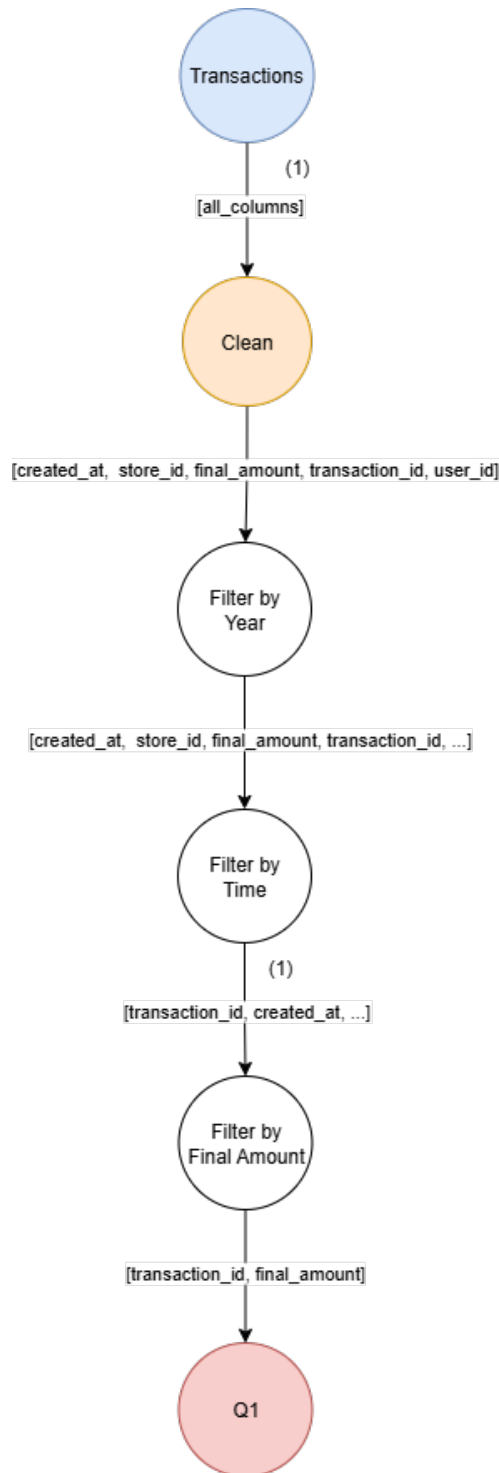 Transactions
(1)
[all_columns]
Clean
[created_at,  store_id, final_amount, transaction_id, user_id]
Filter by
Year
[created_at,  store_id, final_amount, transaction_id, ...]
Filter by
Time
(1)
[transaction_id, created_at, ...]
Filter by
Final Amount
[transaction_id, final_amount]
Q1